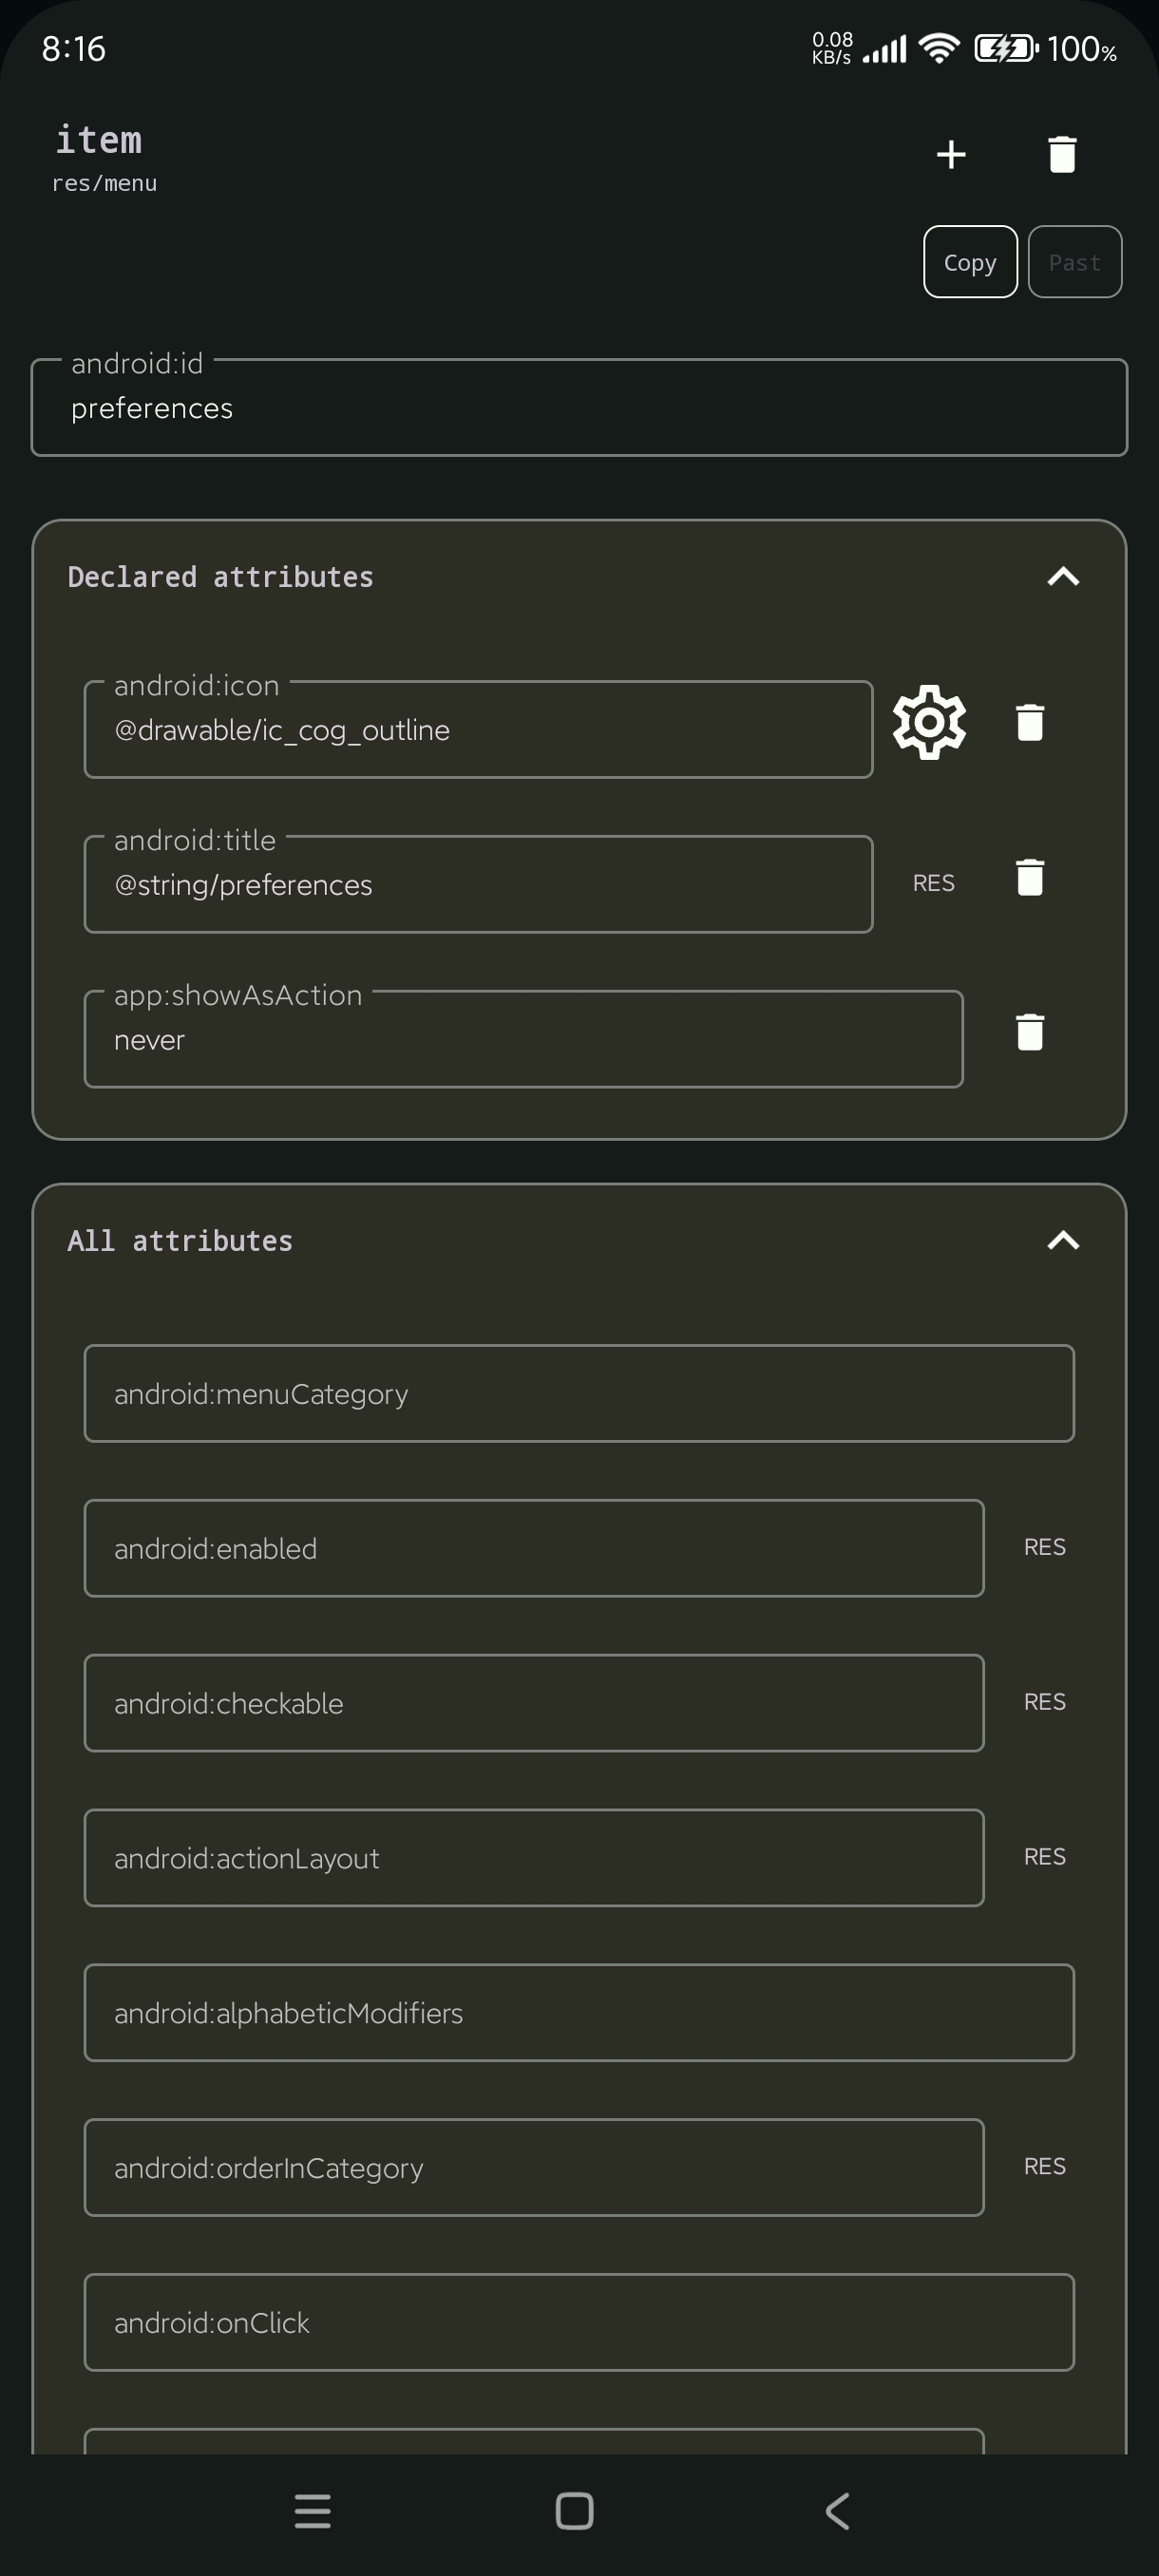 8:16
0.08
KB/s
100%
item
res/menu
Copy
Past
android:id
preferences
Declared attributes
android:icon
@drawable/ic_cog_outline
android:title
@string/preferences
RES
app:showAsAction
never
All attributes
android:menuCategory
android:enabled
RES
android:checkable
RES
android:actionLayout
RES
android:alphabeticModifiers
android:orderInCategory
RES
android:onClick